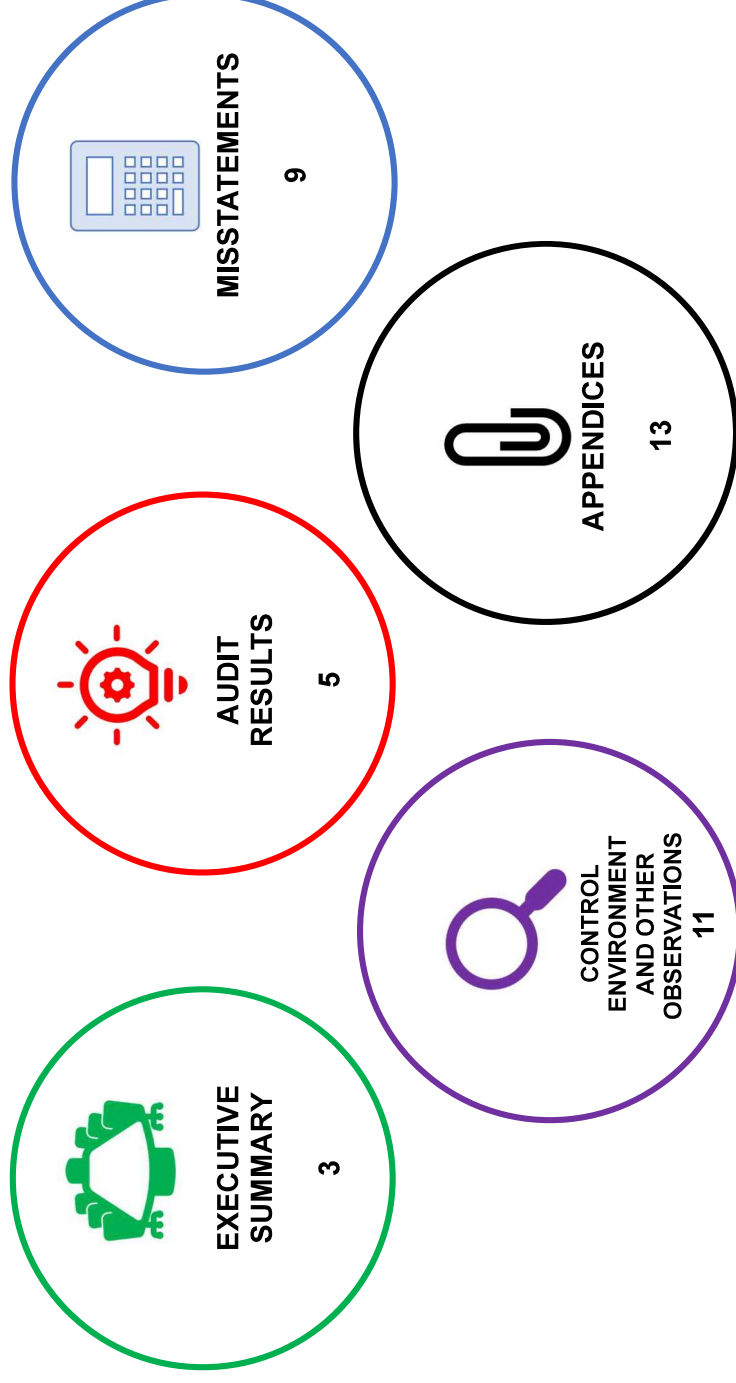 EXECUTIVE
SUMMARY
3
AUDIT
RESULTS
5
MISSTATEMENTS
9
CONTROL
ENVIRONMENT
AND OTHER
OBSERVATIONS
11
APPENDICES
13